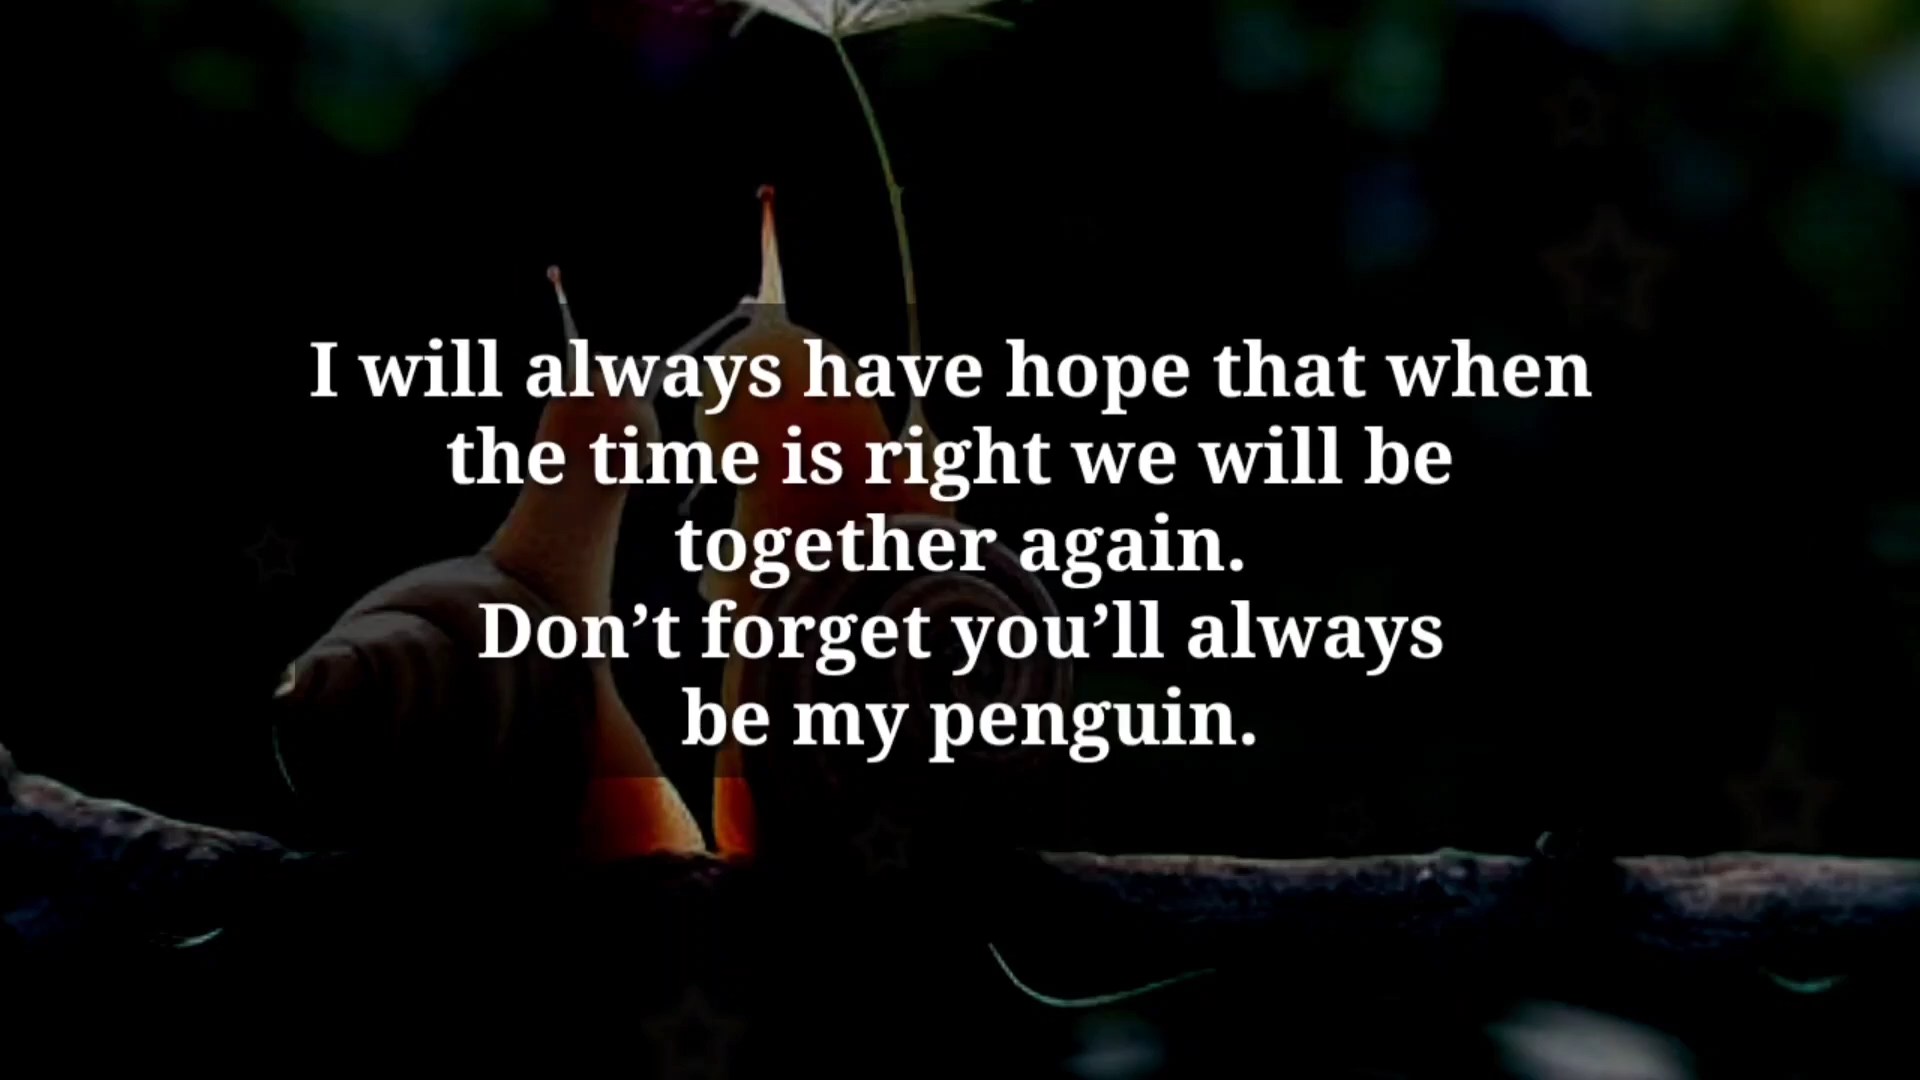 I will always have hope that when
the time is right we will be
together again.
Don’t forget you’ll always
be my penguin.